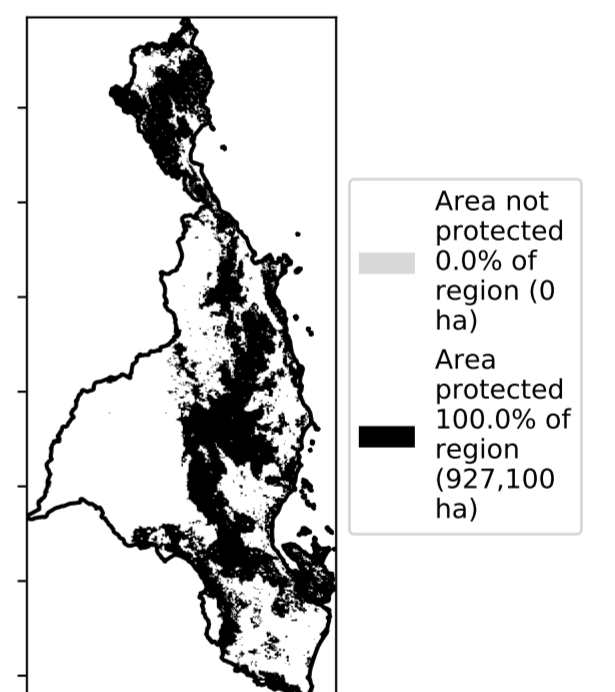 Area not
protected
0.0% of
region (0
ha)
Area
protected
100.0% of
region
(927,100
ha)